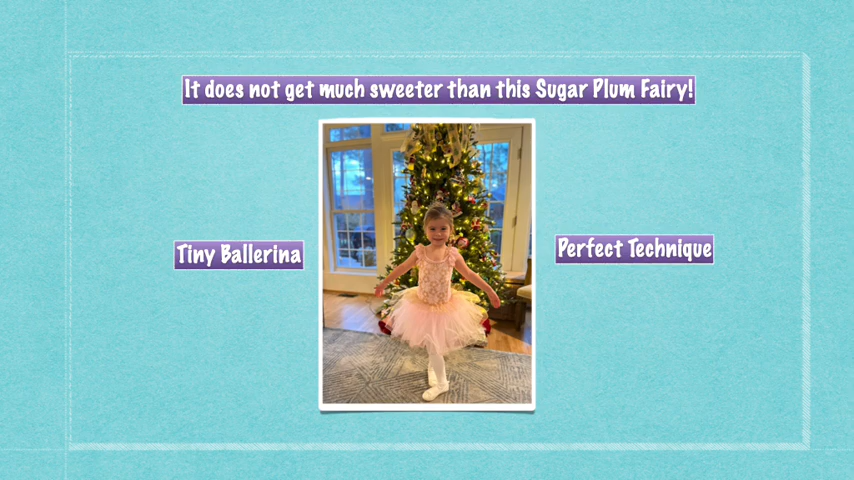 It does not get much sweeter than this Sugar Plum Fairy!
Tiny Ballerina
Perfect Technique